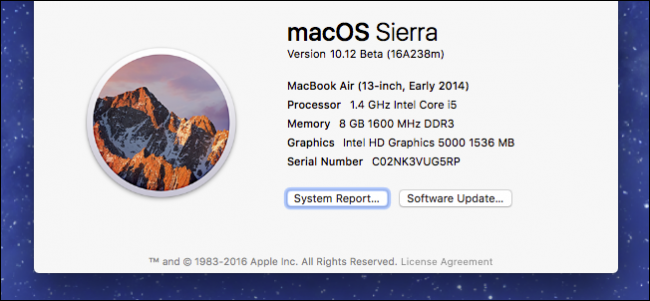 macOS Sierra
Version 10.12 Beta (16A238m)
MacBook Air (13-inch, Early 2014)
Processor 1.4 GHz Intel Core i5
Memory 8 GB 1600 MHz DDR3
Graphics Intel HD Graphics 5000 1536 MB
Serial Number C02NK3VUG5RP
System Report... Software Update...
™ and © 1983-2016 Apple Inc. All Rights Reserved. License Agreement